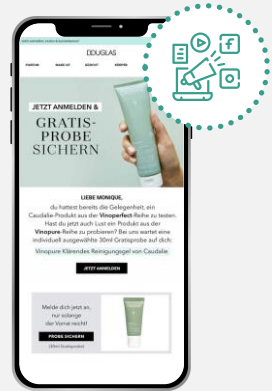 DOUGLAS
PARFUM MAKE-UP GESICHT KÖRPER
JETZT ANMELDEN &
GRATIS-
PROBE
SICHERN
LIEBE MONIQUE,
du hattest bereits die Gelegenheit, ein
Caudalie-Produkt aus der Vinoperfect-Reihe zu testen.
Hast du jetzt auch Lust ein Produkt aus der
Vinopure-Reihe zu probieren? Bei uns wartet eine
individuell ausgewählte 30ml Gratisprobe auf dich:
Vinopure Klärendes Reinigungsgel von Caudalie.
JETZT ANMELDEN
Melde dich jetzt an,
nur solange
der Vorrat reicht!
PROBE SICHERN